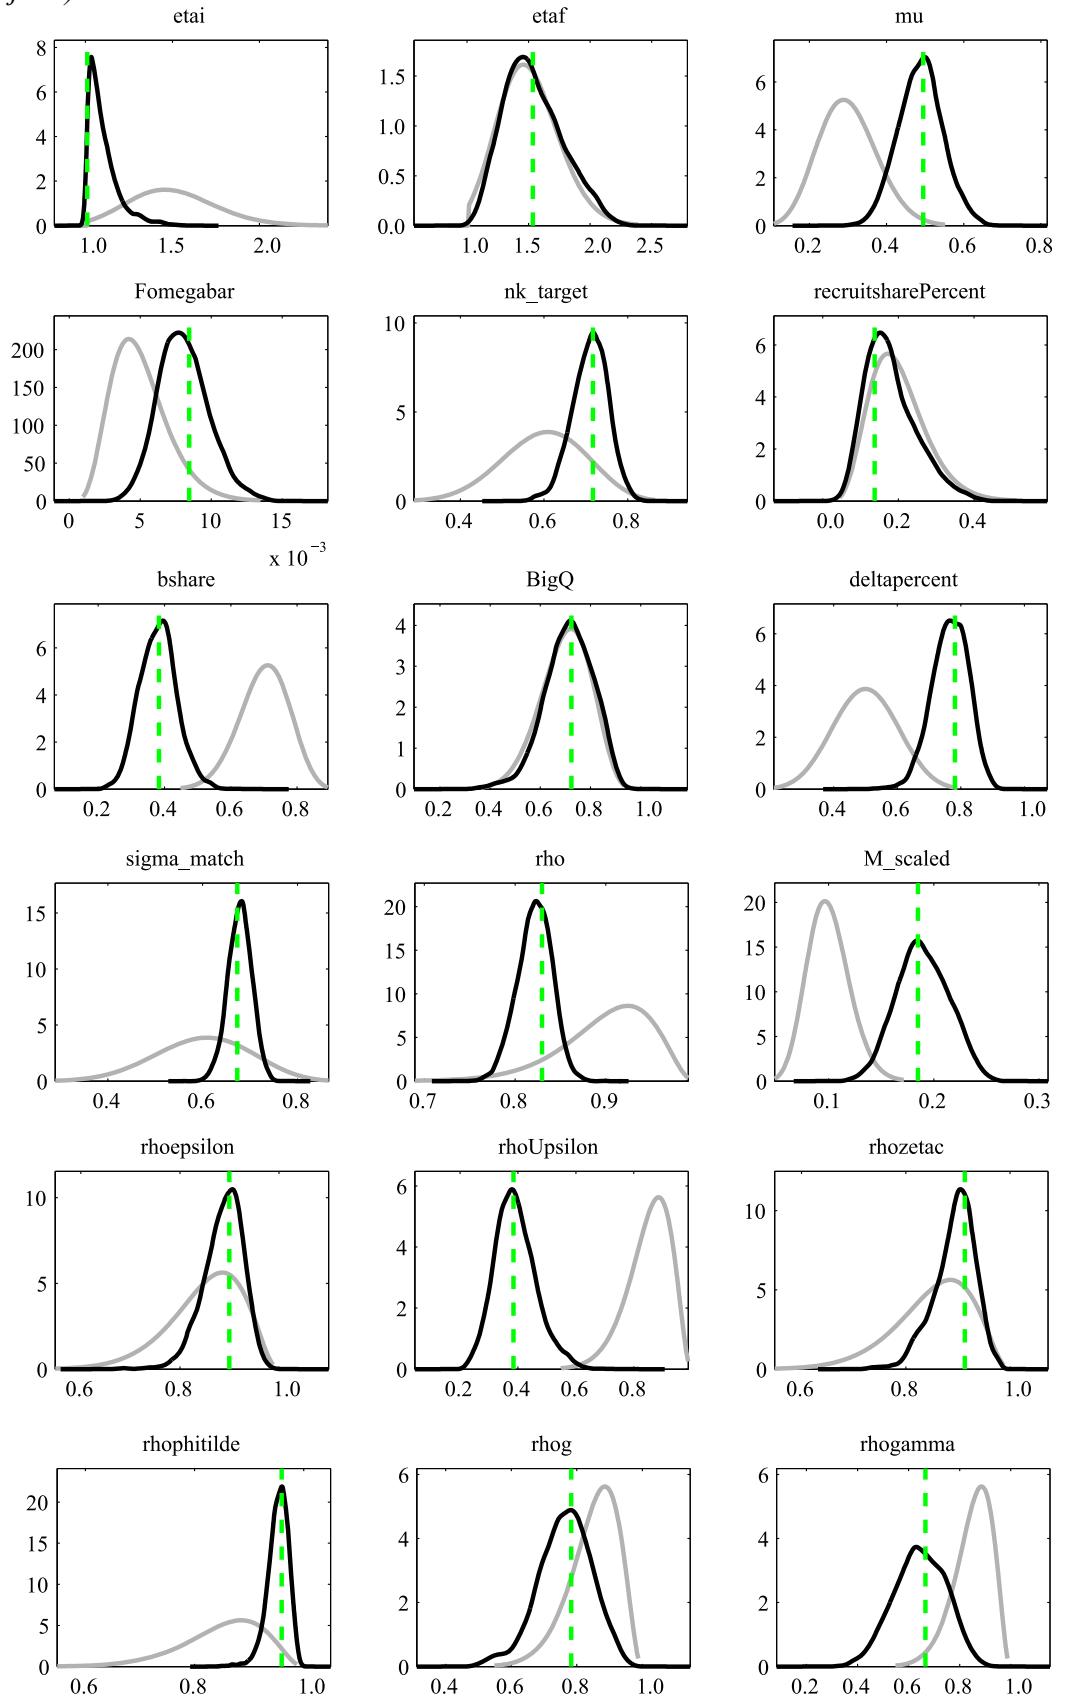 etai etaf mu
8 6 4 2 0
1.0 1.5 2.0
1.5 1.0 0.5 0.0
1.0 1.5 2.0 2.5
6 4 2 0
0.2 0.4 0.6 0.8
Fomegabar nk_target recruitsharePercent
200 150 100 50 0
0 5 10 15
x 10⁻³
10 5 0
0.4 0.6 0.8
6 4 2 0
0.0 0.2 0.4
bshare BigQ deltapercent
6 4 2 0
0.2 0.4 0.6 0.8
4 3 2 1 0
0.2 0.4 0.6 0.8 1.0
6 4 2 0
0.4 0.6 0.8 1.0
sigma_match rho M_scaled
15 10 5 0
0.4 0.6 0.8
20 15 10 5 0
0.7 0.8 0.9
20 15 10 5 0
0.1 0.2 0.3
rhoepsilon rhoUpsilon rhozetac
10 5 0
0.6 0.8 1.0
6 4 2 0
0.2 0.4 0.6 0.8
10 5 0
0.6 0.8 1.0
rhophitilde rhog rhogamma
20 15 10 5 0
0.6 0.8 1.0
6 4 2 0
0.4 0.6 0.8 1.0
6 4 2 0
0.2 0.4 0.6 0.8 1.0